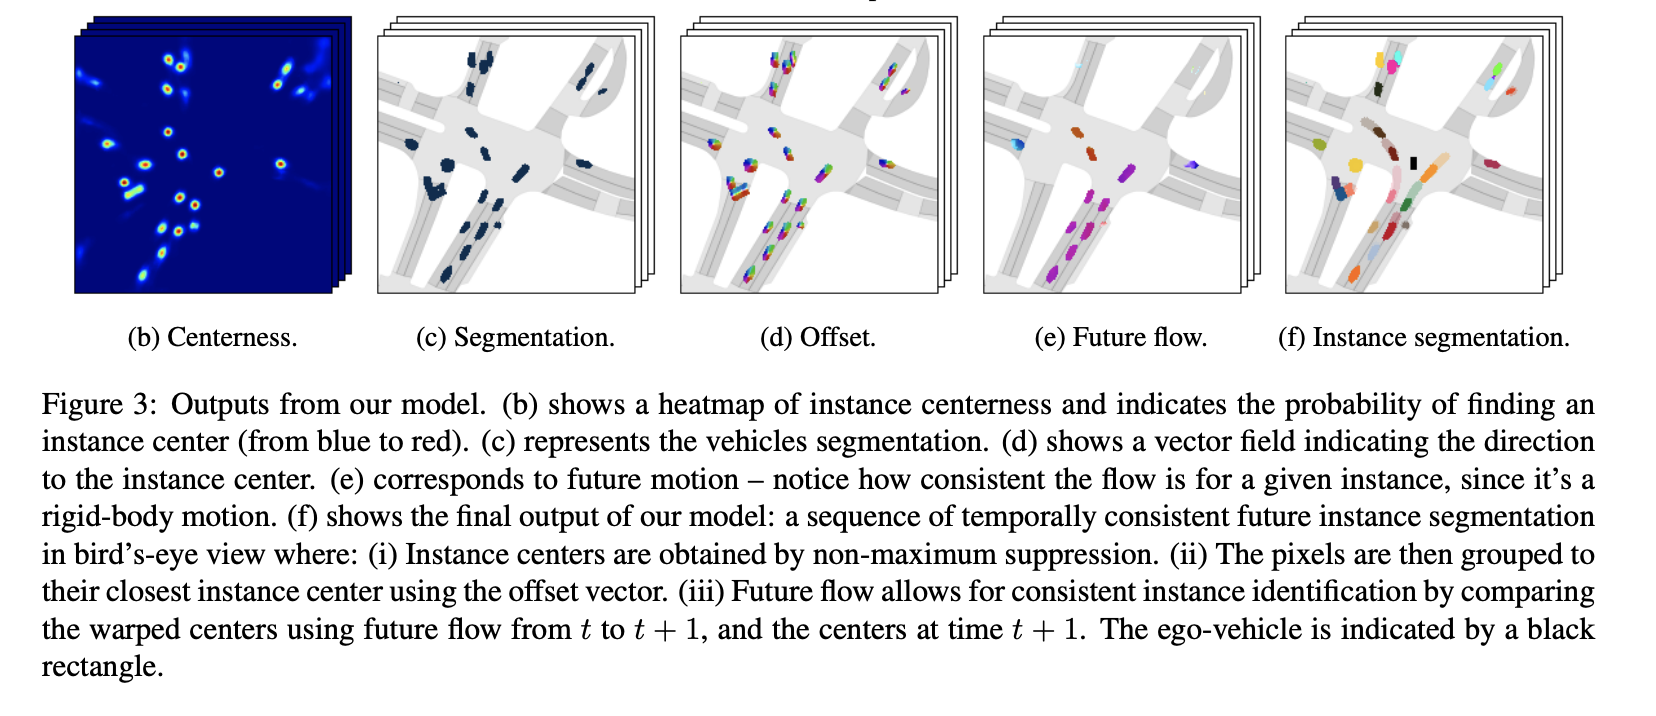 (b) Centerness.
(c) Segmentation.
(d) Offset.
(e) Future flow.
(f) Instance segmentation.
Figure 3: Outputs from our model. (b) shows a heatmap of instance centerness and indicates the probability of finding an
instance center (from blue to red). (c) represents the vehicles segmentation. (d) shows a vector field indicating the direction
to the instance center. (e) corresponds to future motion – notice how consistent the flow is for a given instance, since it’s a
rigid-body motion. (f) shows the final output of our model: a sequence of temporally consistent future instance segmentation
in bird’s-eye view where: (i) Instance centers are obtained by non-maximum suppression. (ii) The pixels are then grouped to
their closest instance center using the offset vector. (iii) Future flow allows for consistent instance identification by comparing
the warped centers using future flow from t to t + 1, and the centers at time t + 1. The ego-vehicle is indicated by a black
rectangle.